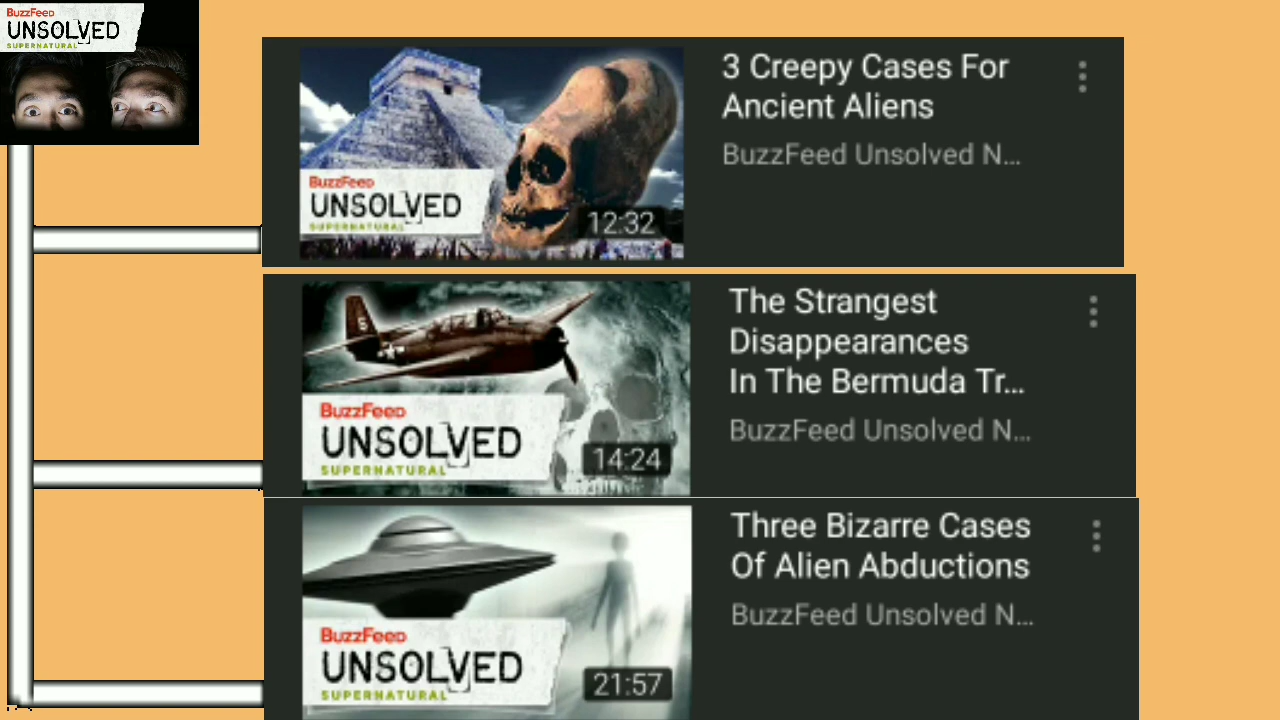 BuzzFeed
UNSOLVED
SUPERNATURAL
3 Creepy Cases For
Ancient Aliens
BuzzFeed Unsolved N...
BuzzFeed
UNSOLVED
SUPERNATURAL
12:32
The Strangest
Disappearances
In The Bermuda Tr...
BuzzFeed Unsolved N...
5
BuzzFeed
UNSOLVED
SUPERNATURAL
14:24
Three Bizarre Cases
Of Alien Abductions
BuzzFeed Unsolved N...
BuzzFeed
UNSOLVED
SUPERNATURAL
21:57